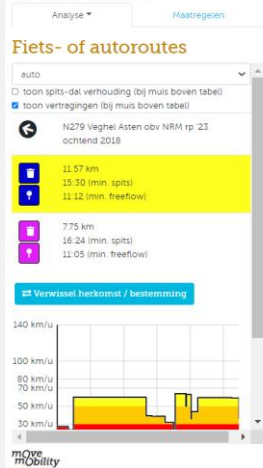 Analyse
Maatregelen
Fiets- of autoroutes
auto
toon spits-dal verhouding (bij muis boven tabel)
toon vertragingen (bij muis boven tabel)
N279 Veghel Asten obv NRM rp '23
ochtend 2018
11.57 km
15:30 (min. spits)
11:12 (min. freeflow)
7.75 km
16:24 (min. spits)
11:05 (min. freeflow)
Verwissel herkomst / bestemming
140 km/u
100 km/u
80 km/u
70 km/u
50 km/u
30 km/u
mOve
mObility